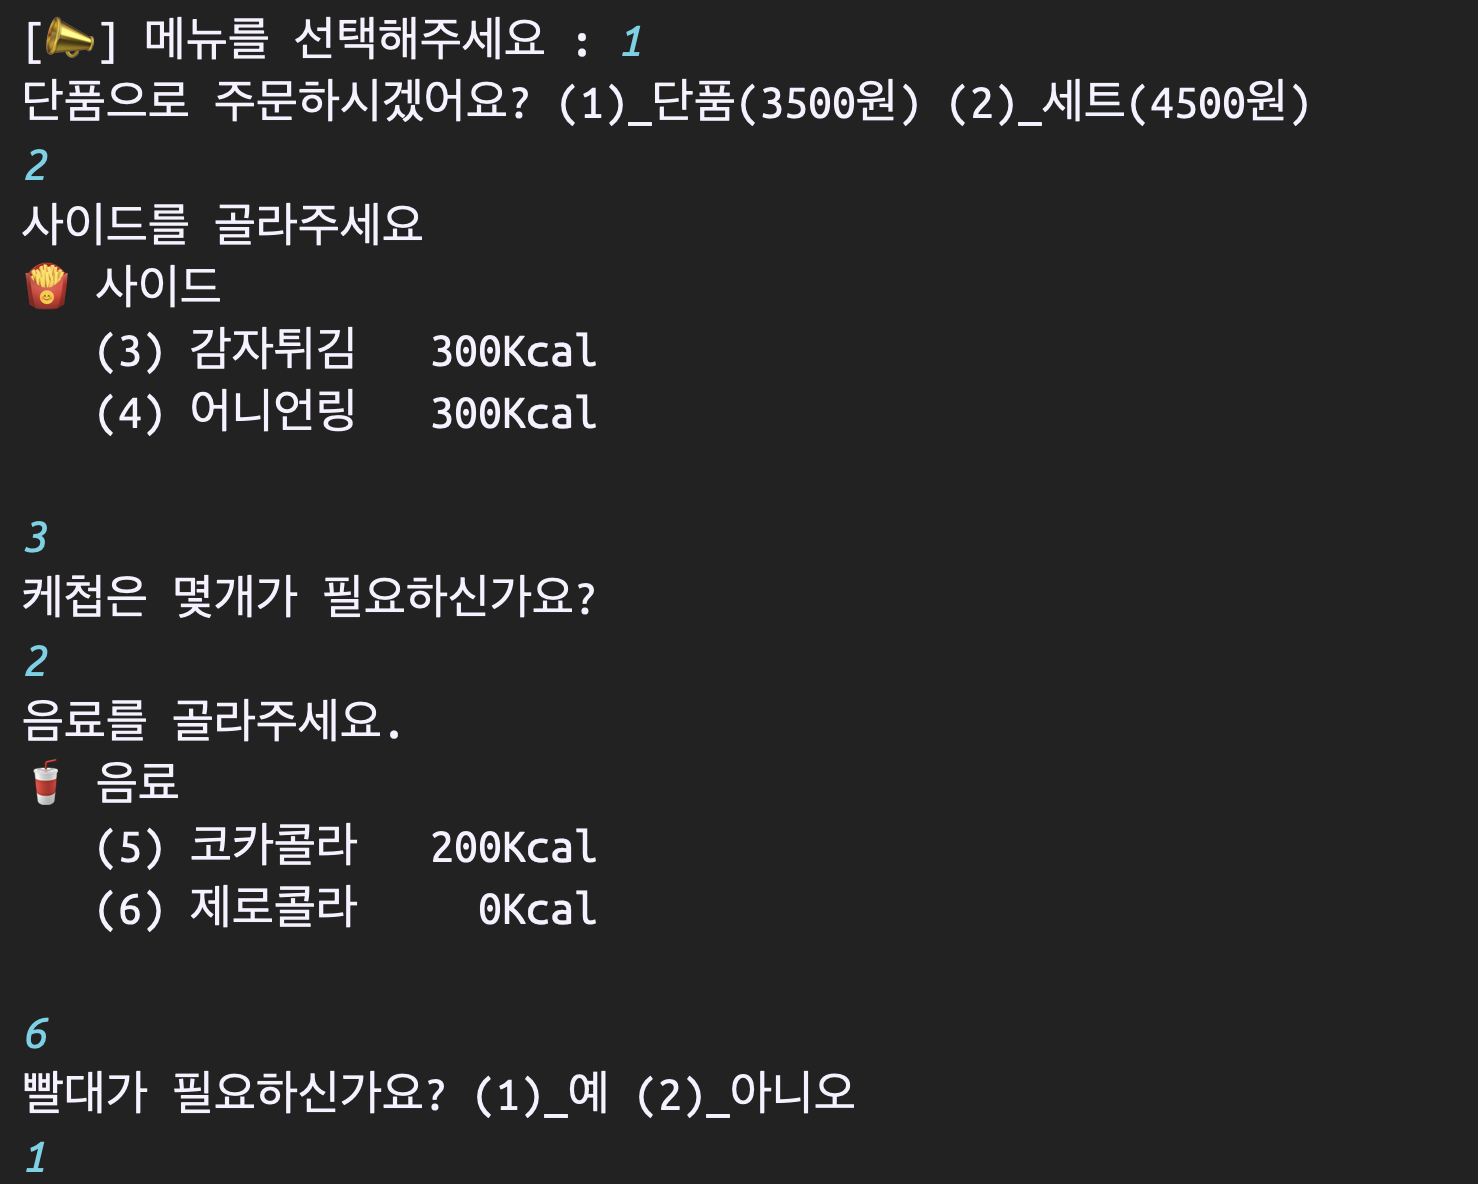 [📣] 메뉴를 선택해주세요 : 1
단품으로 주문하시겠어요? (1)_단품(3500원) (2)_세트(4500원)
2
사이드를 골라주세요
🍟 사이드
(3) 감자튀김 300Kcal
(4) 어니언링 300Kcal
3
케첩은 몇개가 필요하신가요?
2
음료를 골라주세요.
🥤 음료
(5) 코카콜라 200Kcal
(6) 제로콜라 0Kcal
6
빨대가 필요하신가요? (1)_예 (2)_아니오
1